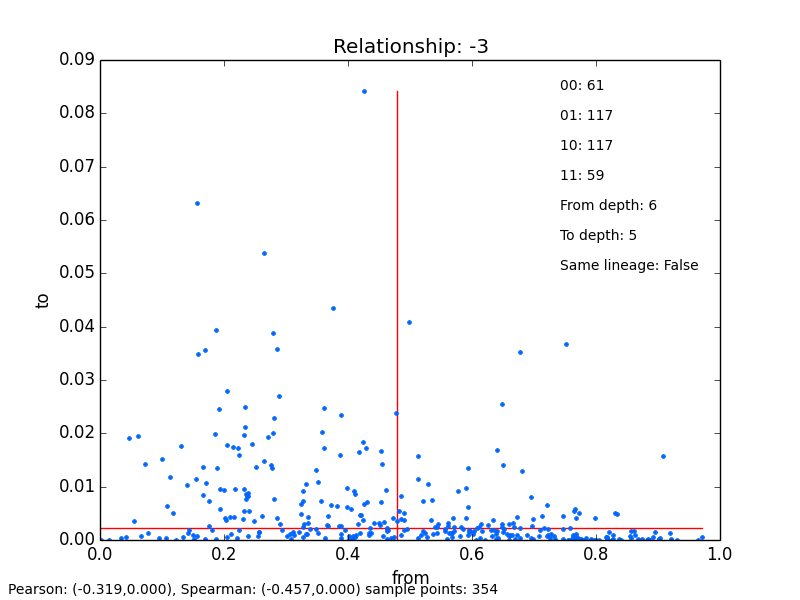 Relationship: -3
0.09
0.08
0.07
0.06
0.05
0.04
0.03
0.02
0.01
0.00
to
00: 61
01: 117
10: 117
11: 59
From depth: 6
To depth: 5
Same lineage: False
0.0 0.2 0.4 0.6 0.8 1.0
from
Pearson: (-0.319,0.000), Spearman: (-0.457,0.000) sample points: 354